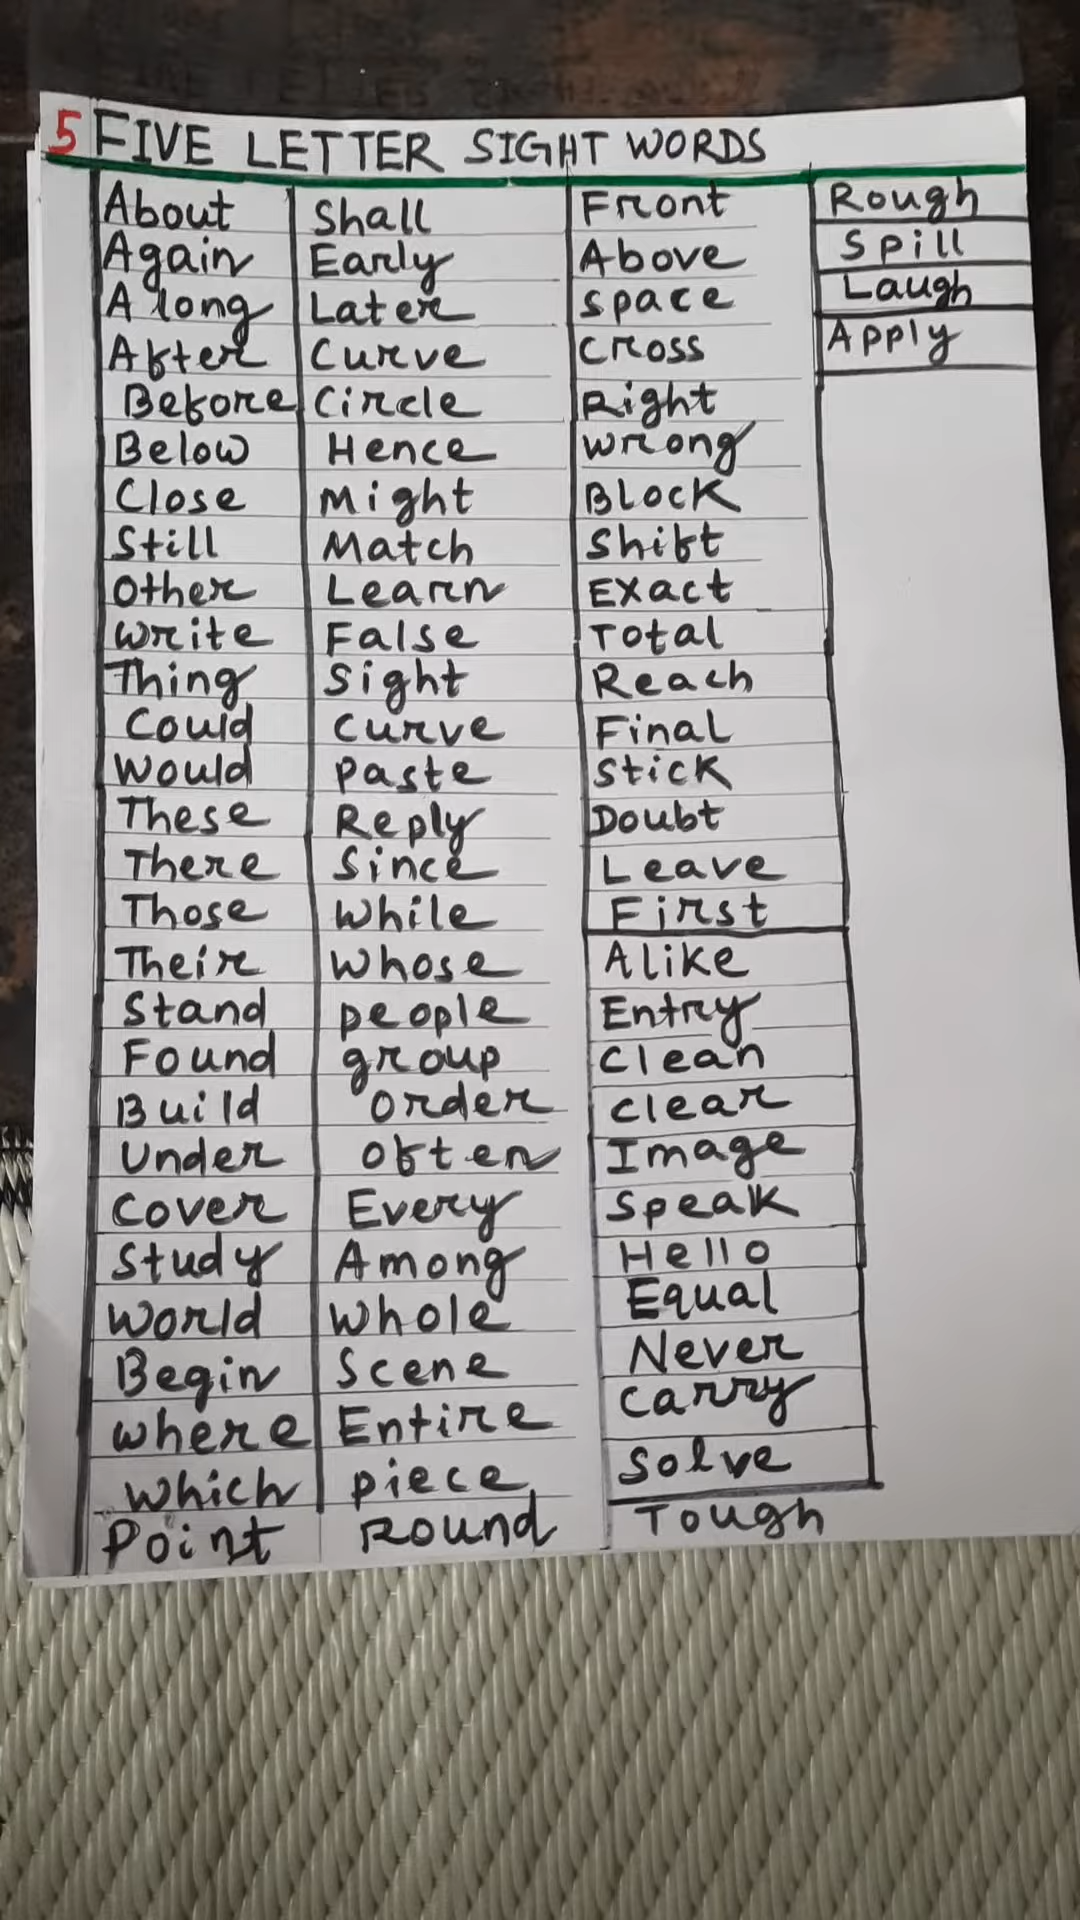 5 FIVE LETTER SIGHT WORDS
About
Again
Along
After
Before
Below
Close
Still
Other
Write
Thing
Could
Would
These
There
Those
Their
Stand
Found
Build
Under
Cover
Study
World
Begin
Where
Which
Point
Shall
Early
Later
Curve
Circle
Hence
Might
Match
Learn
False
Sight
Curve
Paste
Reply
Since
While
Whose
people
group
order
often
Every
Among
Whole
Scene
Entire
piece
Round
Front
Above
space
Cross
Right
Wrong
Block
Shift
Exact
Total
Reach
Final
Stick
Doubt
Leave
First
Alike
Entry
Clean
Clear
Image
Speak
Hello
Equal
Never
Carry
Solve
Tough
Rough
Spill
Laugh
Apply